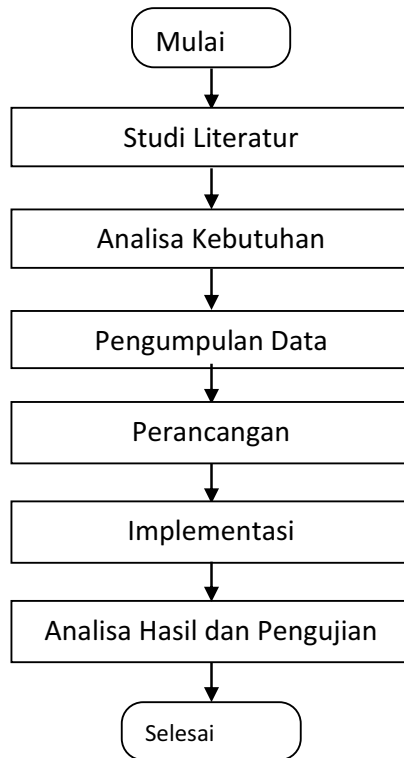 Mulai
Studi Literatur
Analisa Kebutuhan
Pengumpulan Data
Perancangan
Implementasi
Analisa Hasil dan Pengujian
Selesai